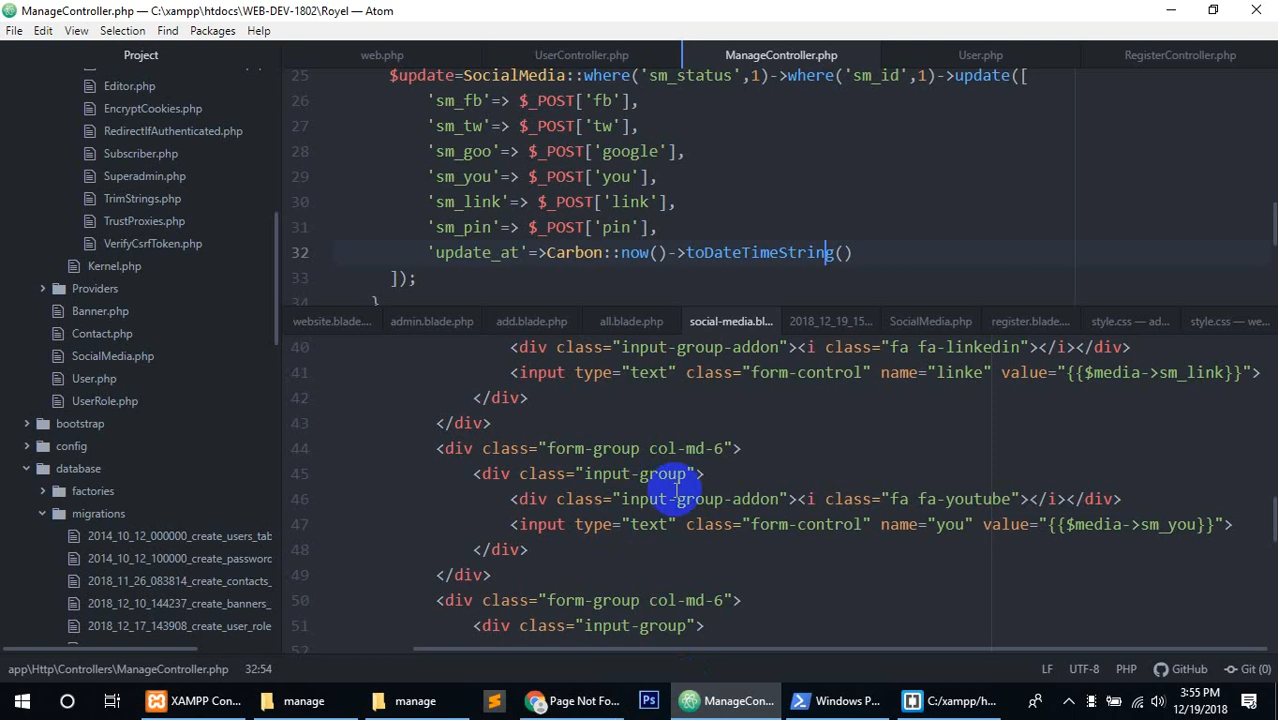 ManageController.php — C:\xampp\htdocs\WEB-DEV-1802\Royel — Atom
File Edit View Selection Find Packages Help
Project
web.php UserController.php ManageController.php User.php RegisterController.php
Editor.php
EncryptCookies.php
RedirectIfAuthenticated.php
Subscriber.php
Superadmin.php
TrimStrings.php
TrustProxies.php
VerifyCsrfToken.php
Kernel.php
Providers
Banner.php
Contact.php
SocialMedia.php
User.php
UserRole.php
bootstrap
config
database
factories
migrations
2014_10_12_000000_create_users_tab
2014_10_12_100000_create_password
2018_11_26_083814_create_contacts_
2018_12_10_144237_create_banners_
2018_12_17_143908_create_user_role
25 $update=SocialMedia::where('sm_status',1)->where('sm_id',1)->update([
26 'sm_fb'=> $_POST['fb'],
27 'sm_tw'=> $_POST['tw'],
28 'sm_goo'=> $_POST['google'],
29 'sm_you'=> $_POST['you'],
30 'sm_link'=> $_POST['link'],
31 'sm_pin'=> $_POST['pin'],
32 'update_at'=>Carbon::now()->toDateTimeString()
33 ]);
34 }
website.blade.... admin.blade.php add.blade.php all.blade.php social-media.bl... 2018_12_19_15... SocialMedia.php register.blade.... style.css — ad... style.css — we...
40 <div class="input-group-addon"><i class="fa fa-linkedin"></i></div>
41 <input type="text" class="form-control" name="linke" value="{{$media->sm_link}}">
42 </div>
43 </div>
44 <div class="form-group col-md-6">
45 <div class="input-group">
46 <div class="input-group-addon"><i class="fa fa-youtube"></i></div>
47 <input type="text" class="form-control" name="you" value="{{$media->sm_you}}">
48 </div>
49 </div>
50 <div class="form-group col-md-6">
51 <div class="input-group">
52
app\Http\Controllers\ManageController.php 32:54 LF UTF-8 PHP GitHub Git (0)
XAMPP Con... manage manage Page Not Fo... Ps ManageCont... Windows P... C:/xampp/h... 3:55 PM
12/19/2018